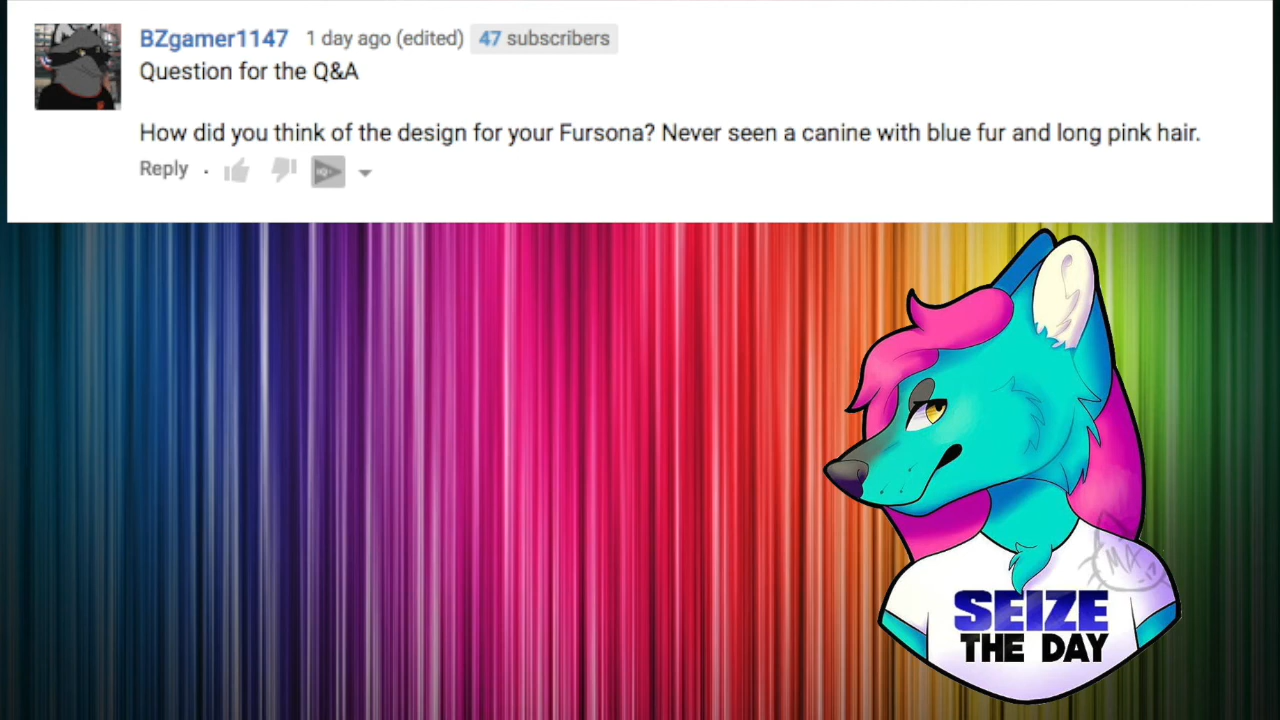 BZgamer1147 1 day ago (edited) 47 subscribers
Question for the Q&A
How did you think of the design for your Fursona? Never seen a canine with blue fur and long pink hair.
Reply
SEIZE
THE DAY
MA